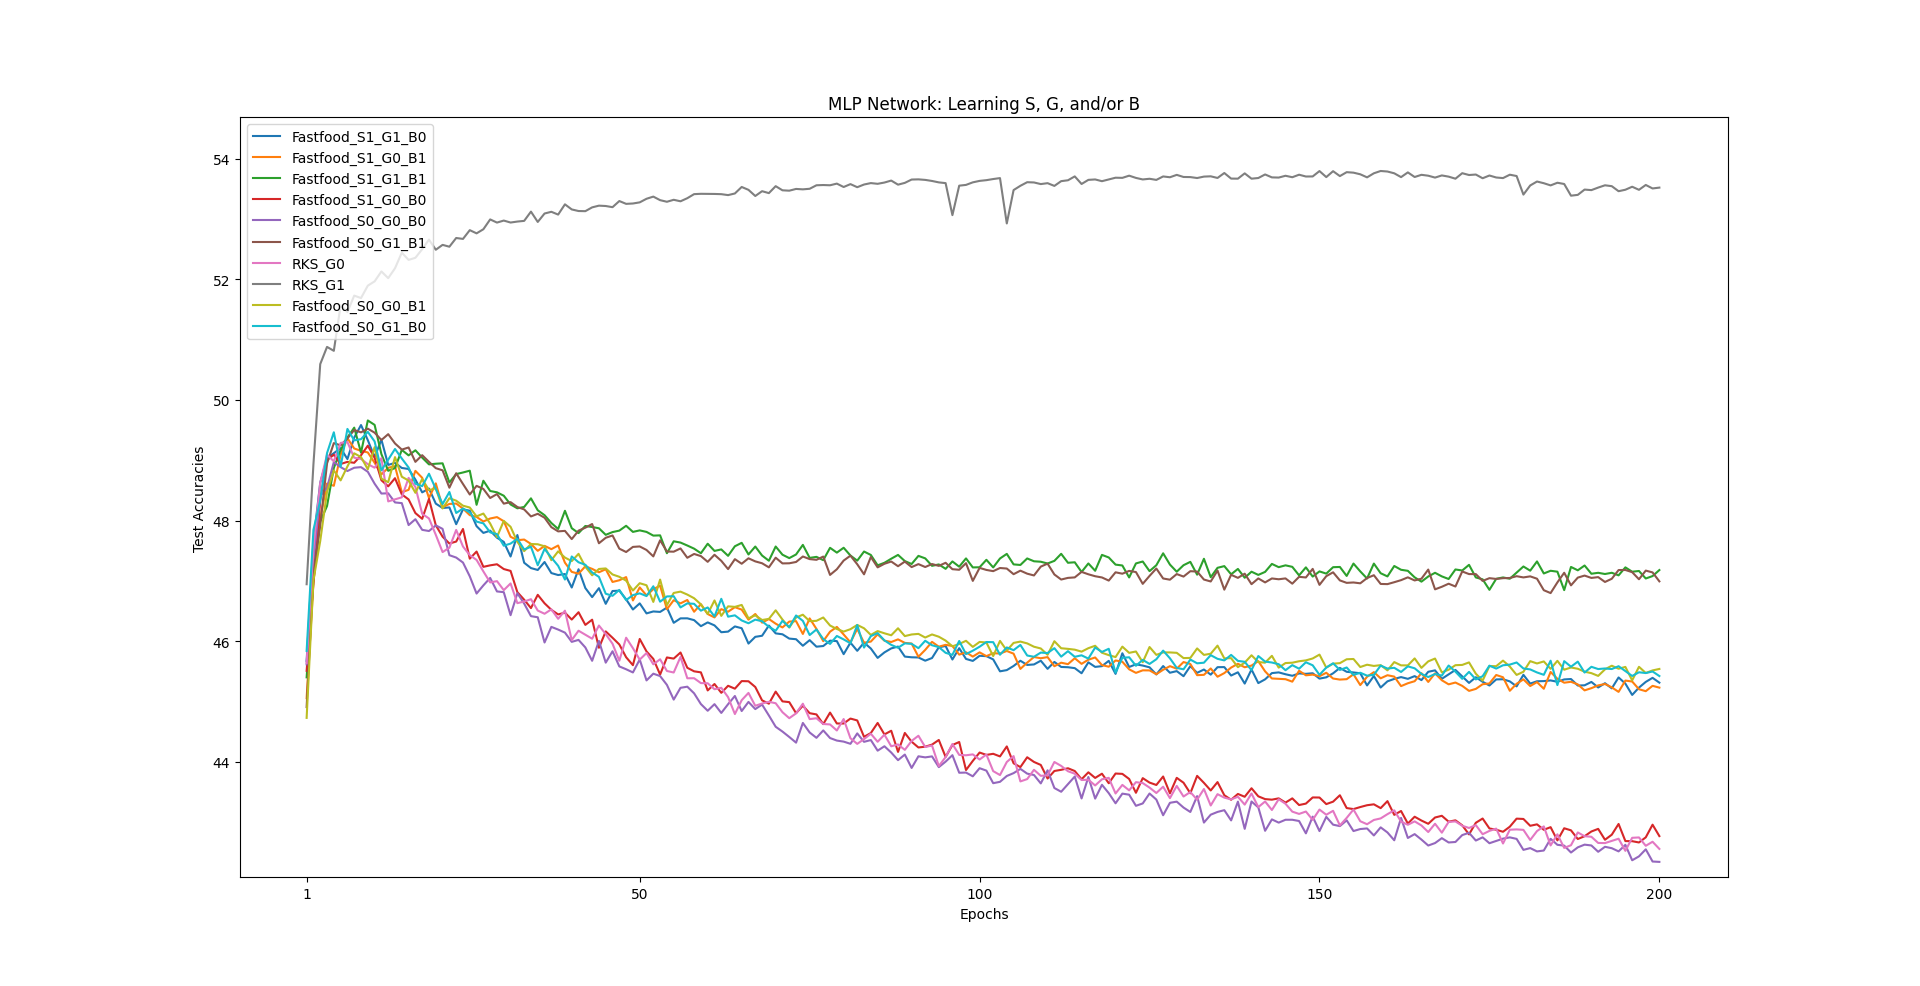 MLP Network: Learning S, G, and/or B
Fastfood_S1_G1_B0
Fastfood_S1_G0_B1
Fastfood_S1_G1_B1
Fastfood_S1_G0_B0
Fastfood_S0_G0_B0
Fastfood_S0_G1_B1
RKS_G0
RKS_G1
Fastfood_S0_G0_B1
Fastfood_S0_G1_B0
54
52
50
48
46
44
Test Accuracies
1 50 100 150 200
Epochs